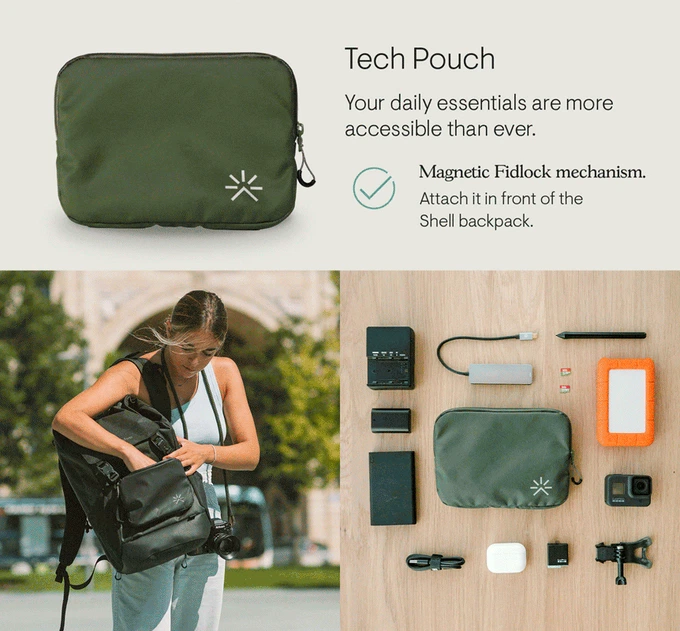 Tech Pouch
Your daily essentials are more
accessible than ever.
Magnetic Fidlock mechanism.
Attach it in front of the
Shell backpack.